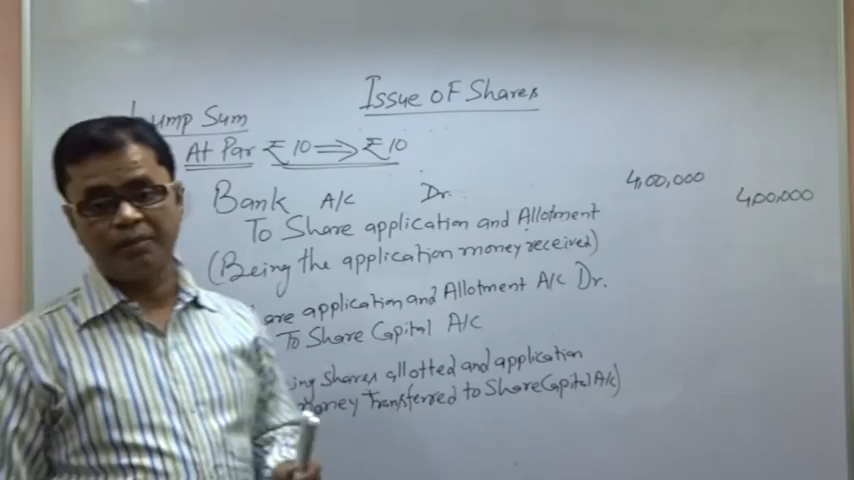 Issue OF Shares
Lump Sum
At Par ₹10 ⟹ ₹10
Bank A/c Dr. 4,00,000
To Share application and Allotment 4,00,000
(Being the application money received)
are application and Allotment A/c Dr.
To Share Capital A/c
ing Shares allotted and application
money transferred to Share Capital A/c)